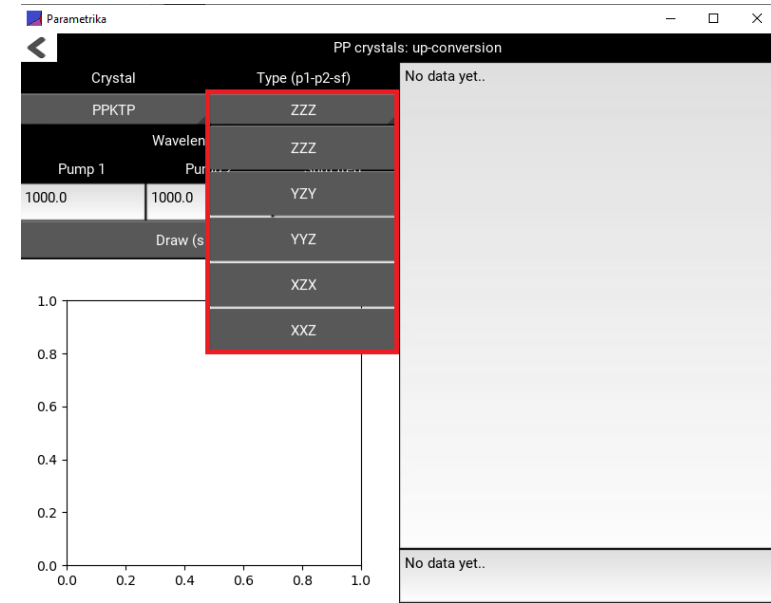 Parametrika
PP crystals: up-conversion
Crystal
Type (p1-p2-sf)
PPKTP
ZZZ
ZZZ
YZY
YYZ
XZX
XXZ
Wavelen
Pump 1
1000.0
1000.0
Draw (s
1.0
0.8
0.6
0.4
0.2
0.0
0.0 0.2 0.4 0.6 0.8 1.0
No data yet..
No data yet..